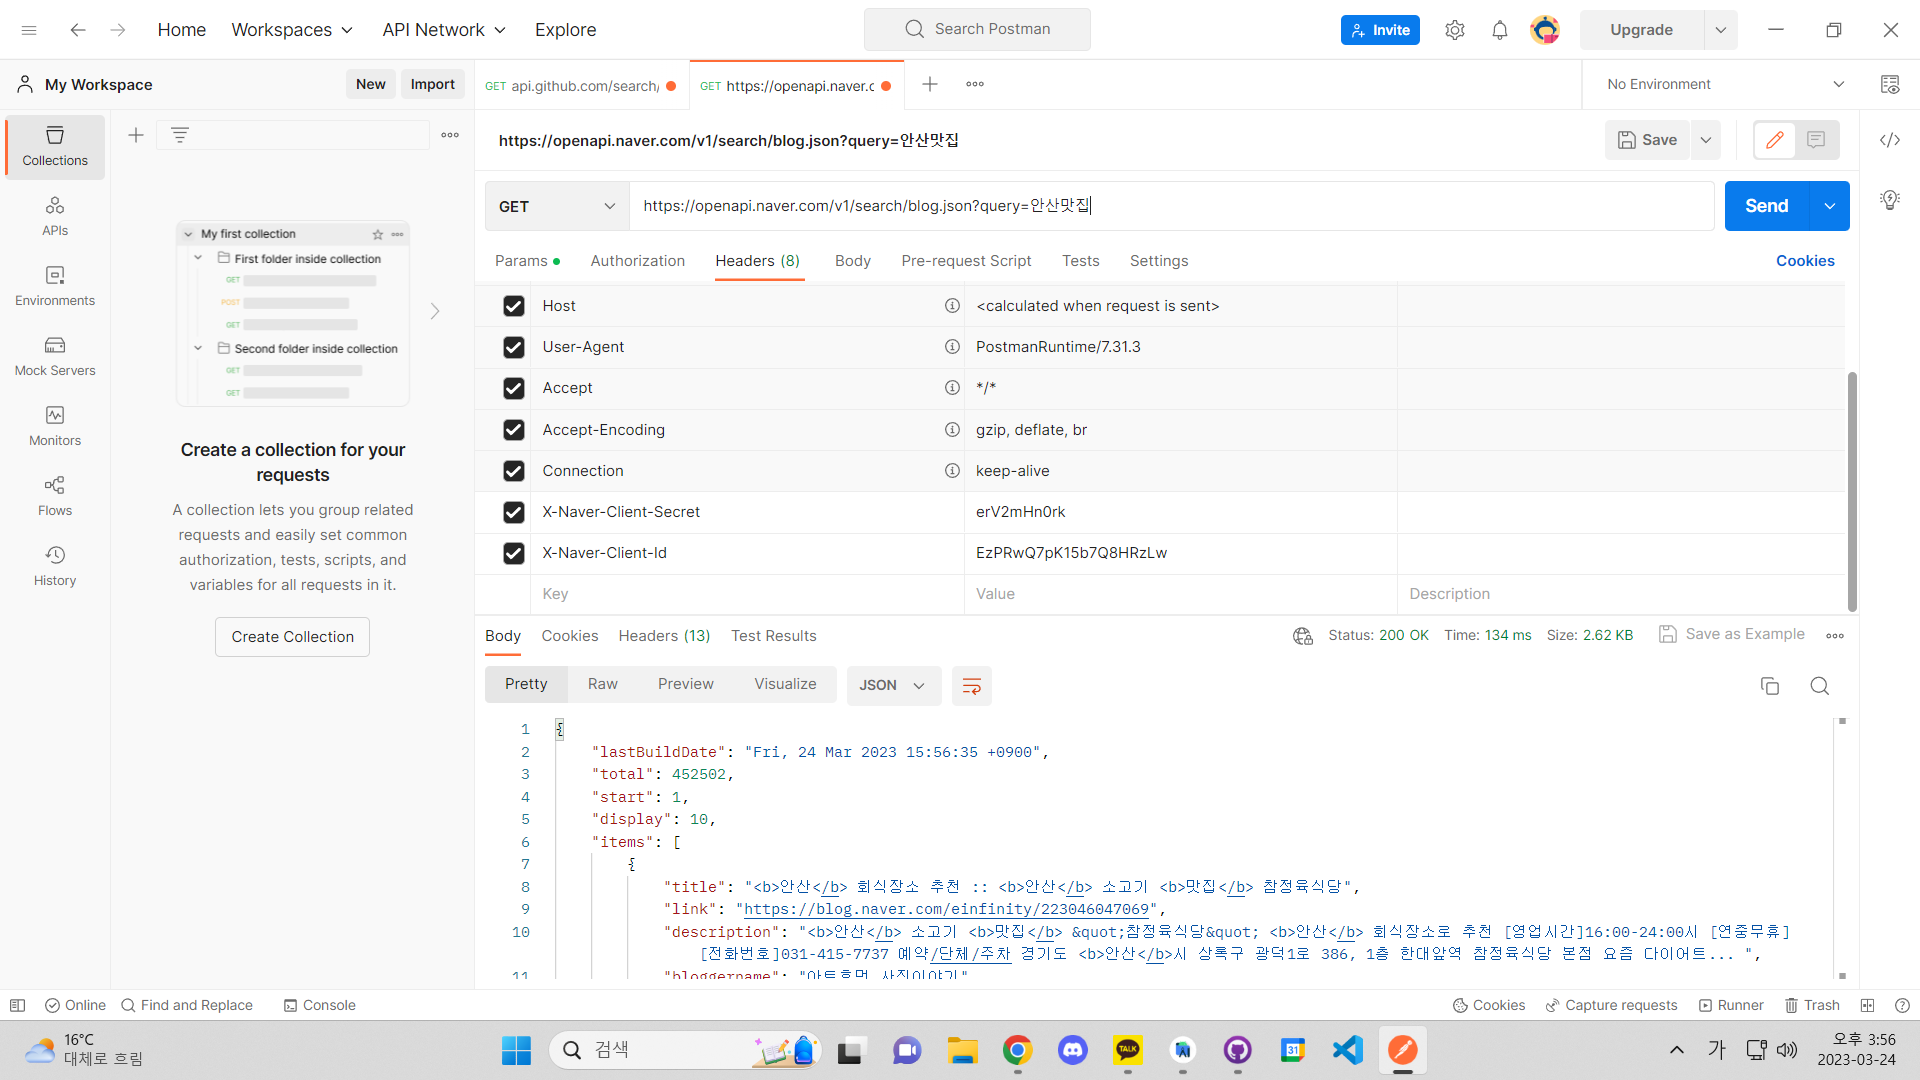 Home Workspaces API Network Explore
Search Postman
Invite
Upgrade
My Workspace
New Import
GET api.github.com/search/
GET https://openapi.naver.c
No Environment
Collections
APIs
Environments
Mock Servers
Monitors
Flows
History
My first collection
First folder inside collection
GET
POST
GET
Second folder inside collection
GET
GET
Create a collection for your
requests
A collection lets you group related
requests and easily set common
authorization, tests, scripts, and
variables for all requests in it.
Create Collection
https://openapi.naver.com/v1/search/blog.json?query=안산맛집
Save
GET https://openapi.naver.com/v1/search/blog.json?query=안산맛집
Send
Params Authorization Headers (8) Body Pre-request Script Tests Settings
Cookies
Host <calculated when request is sent>
User-Agent PostmanRuntime/7.31.3
Accept */*
Accept-Encoding gzip, deflate, br
Connection keep-alive
X-Naver-Client-Secret erV2mHn0rk
X-Naver-Client-Id EzPRwQ7pK15b7Q8HRzLw
Key Value Description
Body Cookies Headers (13) Test Results
Status: 200 OK Time: 134 ms Size: 2.62 KB Save as Example
Pretty Raw Preview Visualize JSON
1 {
2 "lastBuildDate": "Fri, 24 Mar 2023 15:56:35 +0900",
3 "total": 452502,
4 "start": 1,
5 "display": 10,
6 "items": [
7 {
8 "title": "<b>안산</b> 회식장소 추천 :: <b>안산</b> 소고기 <b>맛집</b> 참정육식당",
9 "link": "https://blog.naver.com/einfinity/223046047069",
10 "description": "<b>안산</b> 소고기 <b>맛집</b> &quot;참정육식당&quot; <b>안산</b> 회식장소로 추천 [영업시간]16:00-24:00시 [연중무휴]
[전화번호]031-415-7737 예약/단체/주차 경기도 <b>안산</b>시 상록구 광덕1로 386, 1층 한대앞역 참정육식당 본점 요즘 다이어트... ",
11 "bloggername": "아트휴먼 사진이야기"
Online Find and Replace Console
Cookies Capture requests Runner Trash
16°C
대체로 흐림
검색
TALK
31
가
오후 3:56
2023-03-24